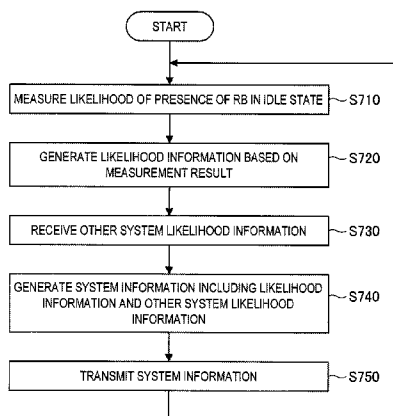 START
MEASURE LIKELIHOOD OF PRESENCE OF RB IN IDLE STATE
S710
GENERATE LIKELIHOOD INFORMATION BASED ON
MEASUREMENT RESULT
S720
RECEIVE OTHER SYSTEM LIKELIHOOD INFORMATION
S730
GENERATE SYSTEM INFORMATION INCLUDING LIKELIHOOD
INFORMATION AND OTHER SYSTEM LIKELIHOOD
INFORMATION
S740
TRANSMIT SYSTEM INFORMATION
S750